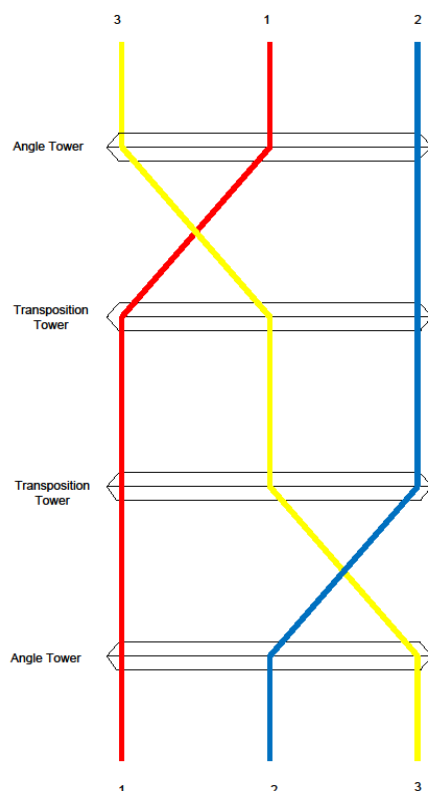 3 1 2
Angle Tower
Transposition
Tower
Transposition
Tower
Angle Tower
1 2 3